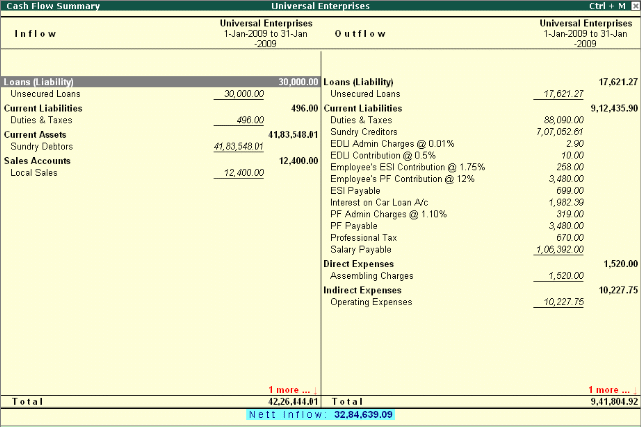 Cash Flow Summary Universal Enterprises Ctrl + M
Inflow
Universal Enterprises
1-Jan-2009 to 31-Jan
-2009
Outflow
Universal Enterprises
1-Jan-2009 to 31-Jan
-2009
Loans (Liability) 30,000.00
Unsecured Loans 30,000.00
Current Liabilities 496.00
Duties & Taxes 496.00
Current Assets 41,83,548.01
Sundry Debtors 41,83,548.01
Sales Accounts 12,400.00
Local Sales 12,400.00
1 more ... ↓
Total 42,26,444.01
Loans (Liability) 17,621.27
Unsecured Loans 17,621.27
Current Liabilities 9,12,435.90
Duties & Taxes 88,090.00
Sundry Creditors 7,07,052.61
EDLI Admin Charges @ 0.01% 2.90
EDLI Contribution @ 0.5% 10.00
Employee's ESI Contribution @ 1.75% 258.00
Employee's PF Contribution @ 12% 3,480.00
ESI Payable 699.00
Interest on Car Loan A/c 1,982.39
PF Admin Charges @ 1.10% 319.00
PF Payable 3,480.00
Professional Tax 670.00
Salary Payable 1,06,392.00
Direct Expenses 1,520.00
Assembling Charges 1,520.00
Indirect Expenses 10,227.75
Operating Expenses 10,227.75
1 more ... ↓
Total 9,41,804.92
Nett Inflow: 32,84,639.09